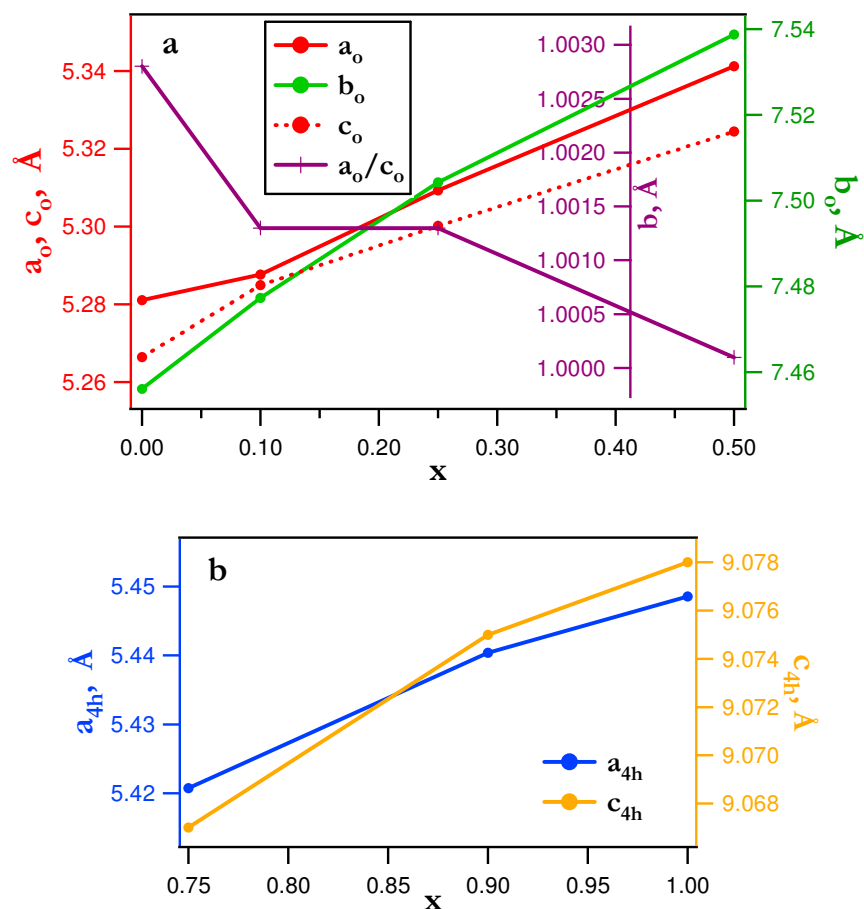 a
a₀
b₀
c₀
a₀/c₀
5.34
5.32
5.30
5.28
5.26
a₀, c₀, Å
1.0030
1.0025
1.0020
1.0015
1.0010
1.0005
1.0000
b, Å
7.54
7.52
7.50
7.48
7.46
b₀, Å
0.00 0.10 0.20 0.30 0.40 0.50
x
b
5.45
5.44
5.43
5.42
a₄ₕ, Å
9.078
9.076
9.074
9.072
9.070
9.068
c₄ₕ, Å
a₄ₕ
c₄ₕ
0.75 0.80 0.85 0.90 0.95 1.00
x